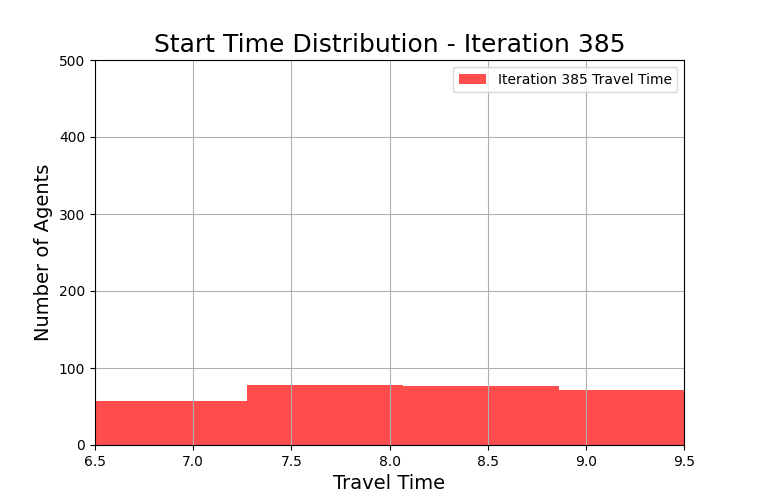 Start Time Distribution - Iteration 385
Iteration 385 Travel Time
Number of Agents
500
400
300
200
100
0
6.5 7.0 7.5 8.0 8.5 9.0 9.5
Travel Time